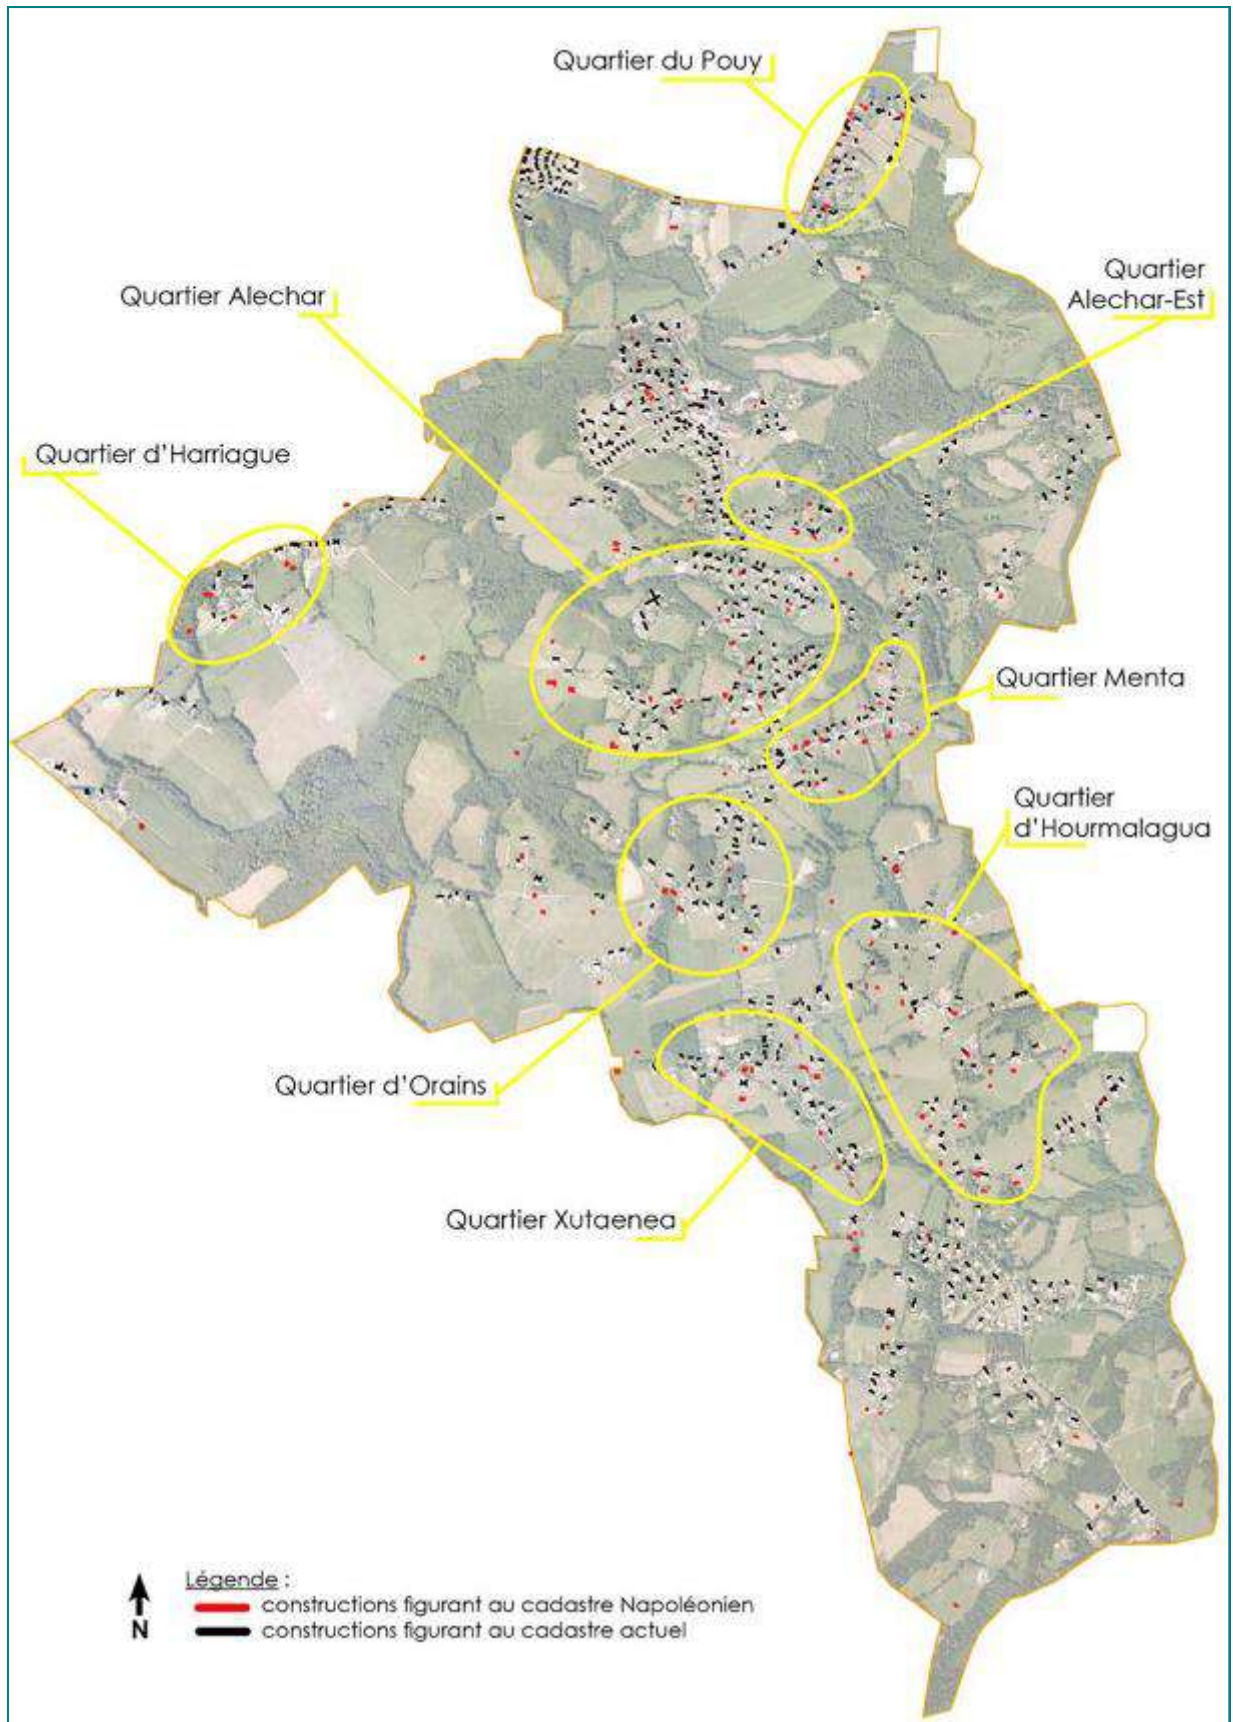 Quartier du Pouy
Quartier
Alechar-Est
Quartier Alechar
Quartier d'Harriague
Quartier Menta
Quartier
d'Hourmalagua
Quartier d'Orains
Quartier Xutaenea
Légende :
constructions figurant au cadastre Napoléonien
constructions figurant au cadastre actuel
N